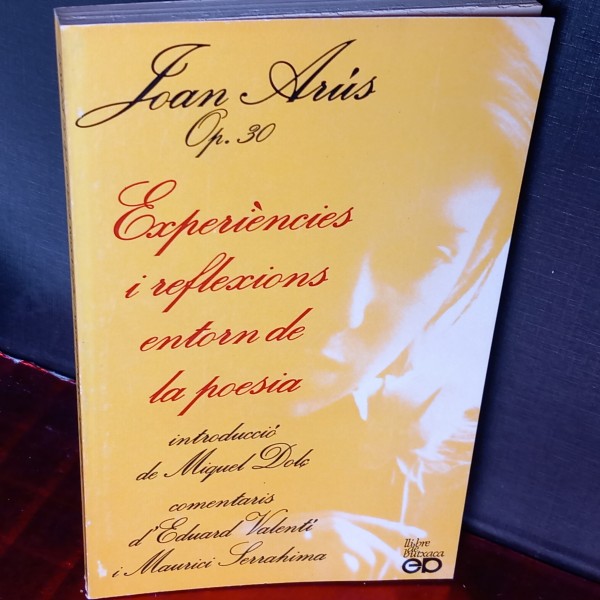 Joan Arús
Op. 30
Experiències
i reflexions
entorn de
la poesia
introducció
de Miquel Dolç
comentaris
d'Eduard Valentí
i Maurici Serrahima
Llibre
de
Butxaca